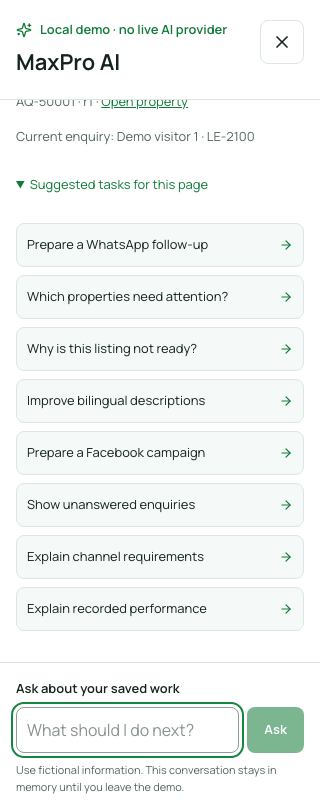 Local demo · no live AI provider
MaxPro AI
AQ-50001 · r1 · Open property
Current enquiry: Demo visitor 1 · LE-2100
▼ Suggested tasks for this page
Prepare a WhatsApp follow-up →
Which properties need attention? →
Why is this listing not ready? →
Improve bilingual descriptions →
Prepare a Facebook campaign →
Show unanswered enquiries →
Explain channel requirements →
Explain recorded performance →
Ask about your saved work
What should I do next?
Ask
Use fictional information. This conversation stays in
memory until you leave the demo.